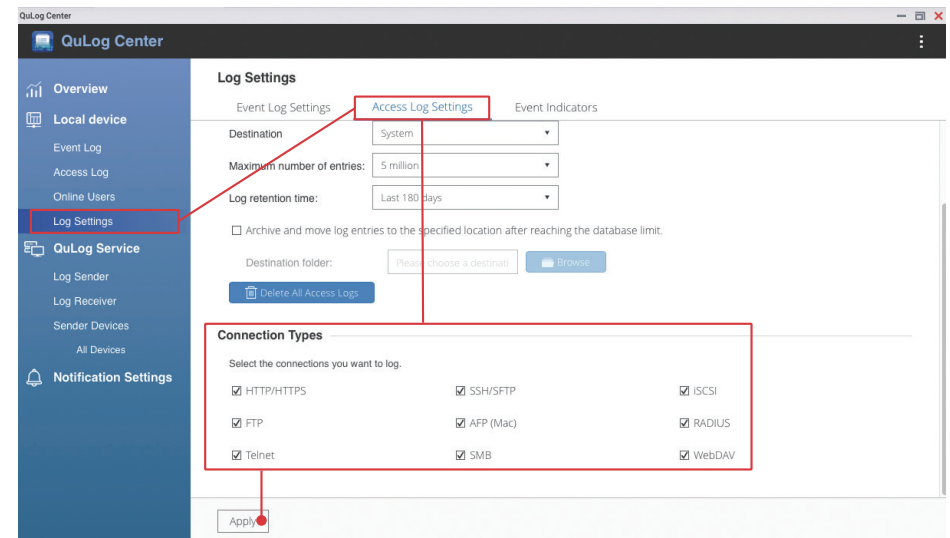 QuLog Center
QuLog Center
Overview
Local device
Event Log
Access Log
Online Users
Log Settings
QuLog Service
Log Sender
Log Receiver
Sender Devices
All Devices
Notification Settings
Log Settings
Event Log Settings Access Log Settings Event Indicators
Destination System
Maximum number of entries: 5 million
Log retention time: Last 180 days
Archive and move log entries to the specified location after reaching the database limit.
Destination folder: Please choose a destinati Browse
Delete All Access Logs
Connection Types
Select the connections you want to log.
HTTP/HTTPS SSH/SFTP iSCSI
FTP AFP (Mac) RADIUS
Telnet SMB WebDAV
Apply